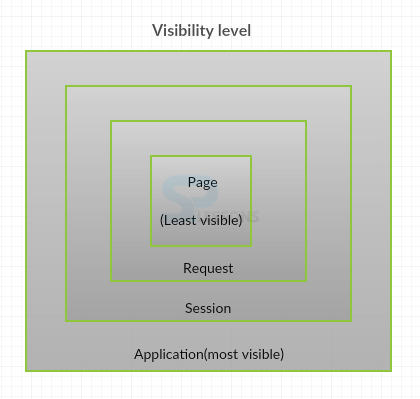 Visibility level
Page
(Least visible)
Request
Session
Application(most visible)